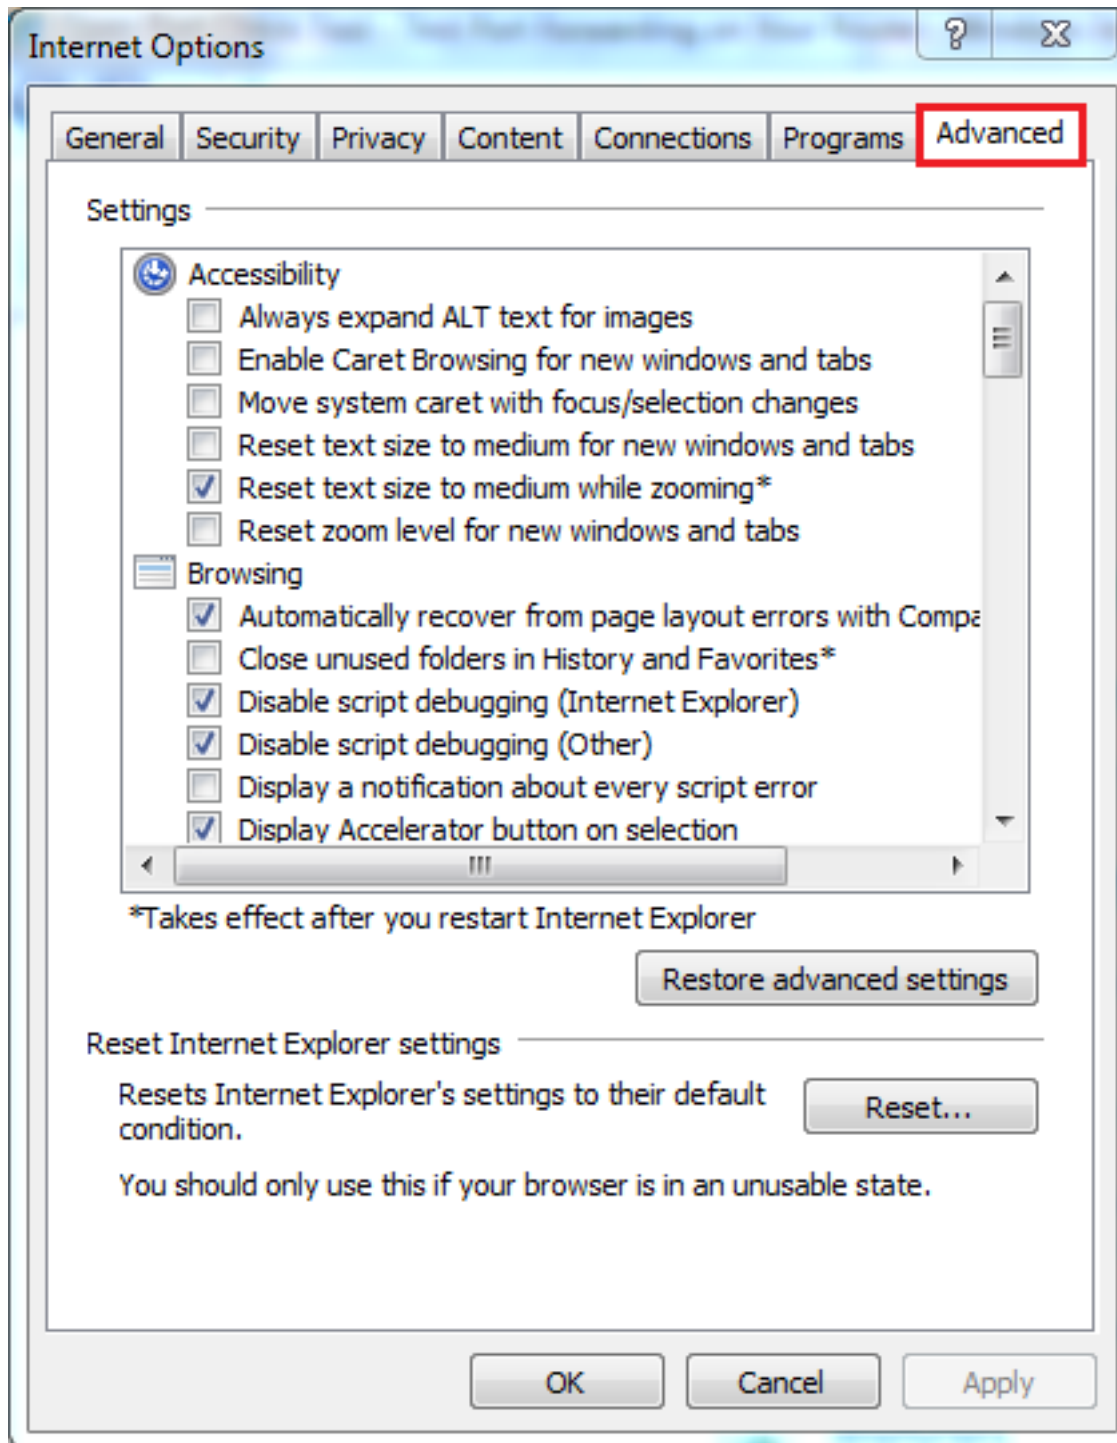 Internet Options
General Security Privacy Content Connections Programs Advanced
Settings
Accessibility
Always expand ALT text for images
Enable Caret Browsing for new windows and tabs
Move system caret with focus/selection changes
Reset text size to medium for new windows and tabs
Reset text size to medium while zooming*
Reset zoom level for new windows and tabs
Browsing
Automatically recover from page layout errors with Compa
Close unused folders in History and Favorites*
Disable script debugging (Internet Explorer)
Disable script debugging (Other)
Display a notification about every script error
Display Accelerator button on selection
*Takes effect after you restart Internet Explorer
Restore advanced settings
Reset Internet Explorer settings
Resets Internet Explorer's settings to their default
condition.
Reset...
You should only use this if your browser is in an unusable state.
OK Cancel Apply